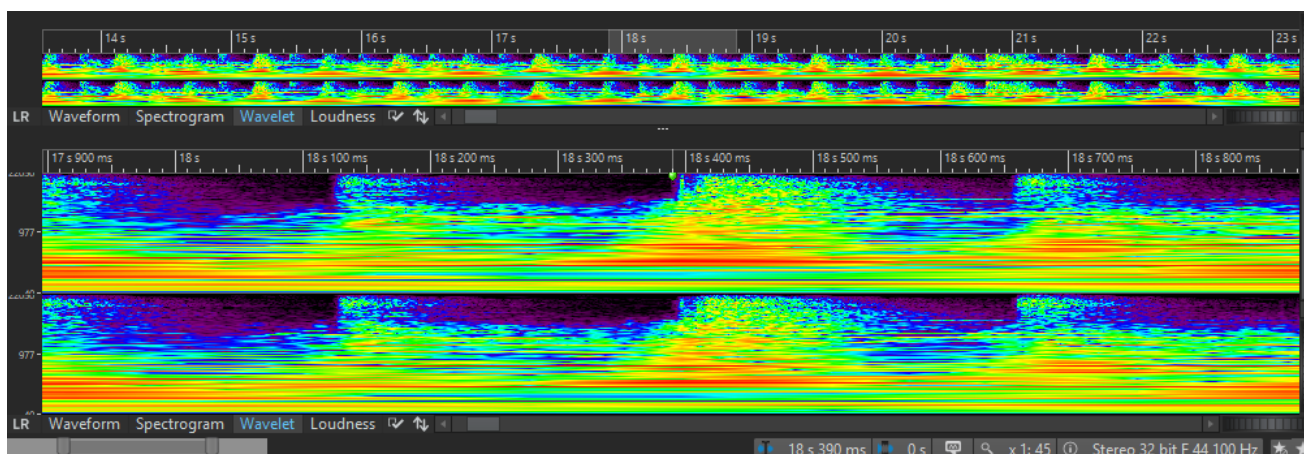 14 s 15 s 16 s 17 s 18 s 19 s 20 s 21 s 22 s 23 s
LR Waveform Spectrogram Wavelet Loudness
17 s 900 ms 18 s 18 s 100 ms 18 s 200 ms 18 s 300 ms 18 s 400 ms 18 s 500 ms 18 s 600 ms 18 s 700 ms 18 s 800 ms
977
977
LR Waveform Spectrogram Wavelet Loudness
18 s 390 ms 0 s x 1: 45 Stereo 32 bit F 44 100 Hz